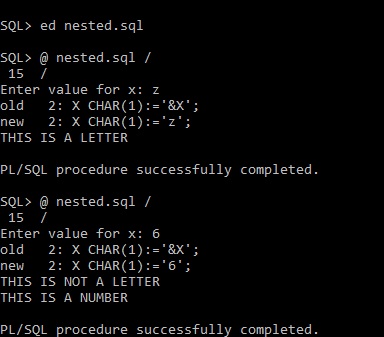 SQL> ed nested.sql
SQL> @ nested.sql /
 15  /
Enter value for x: z
old   2: X CHAR(1):='&X';
new   2: X CHAR(1):='z';
THIS IS A LETTER
PL/SQL procedure successfully completed.
SQL> @ nested.sql /
 15  /
Enter value for x: 6
old   2: X CHAR(1):='&X';
new   2: X CHAR(1):='6';
THIS IS NOT A LETTER
THIS IS A NUMBER
PL/SQL procedure successfully completed.